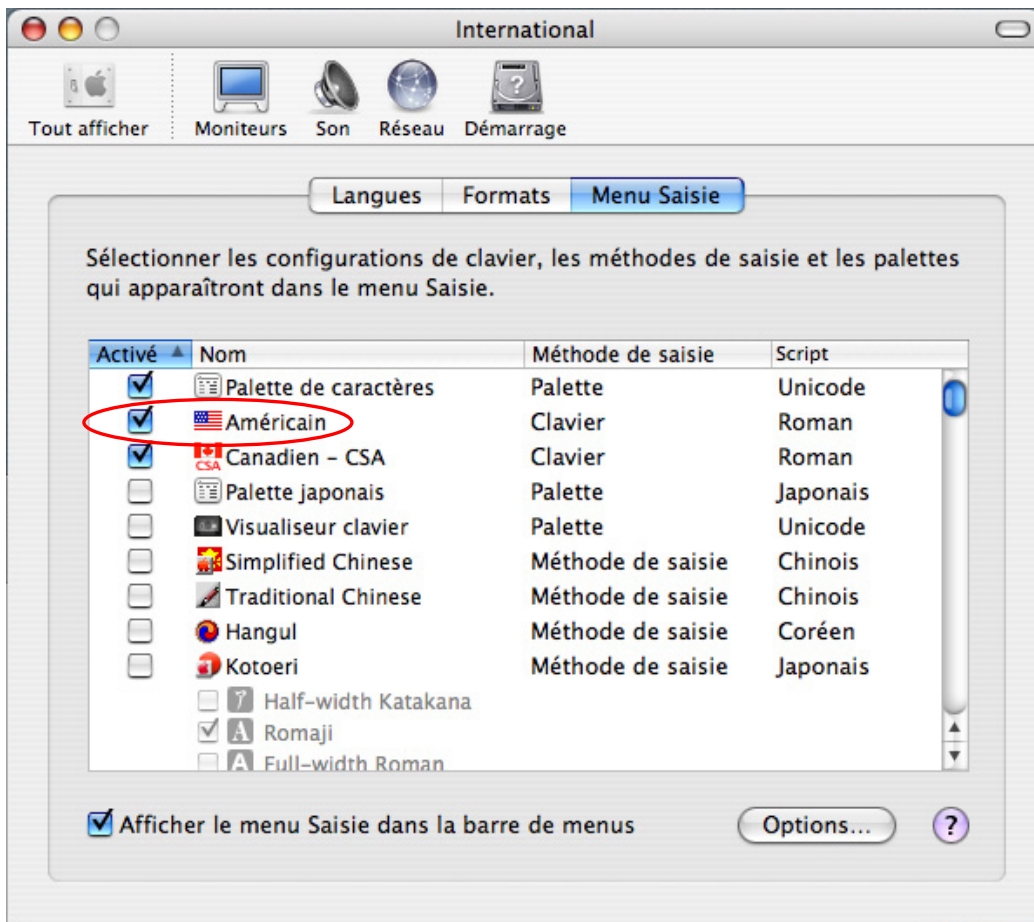 International
Tout afficher Moniteurs Son Réseau Démarrage
Langues Formats Menu Saisie
Sélectionner les configurations de clavier, les méthodes de saisie et les palettes
qui apparaîtront dans le menu Saisie.
Activé Nom Méthode de saisie Script
Palette de caractères Palette Unicode
Américain Clavier Roman
CSA Canadien – CSA Clavier Roman
Palette japonais Palette Japonais
Visualiseur clavier Palette Unicode
Simplified Chinese Méthode de saisie Chinois
Traditional Chinese Méthode de saisie Chinois
Hangul Méthode de saisie Coréen
Kotoeri Méthode de saisie Japonais
Half-width Katakana
A Romaji
A Full-width Roman
Afficher le menu Saisie dans la barre de menus Options... ?